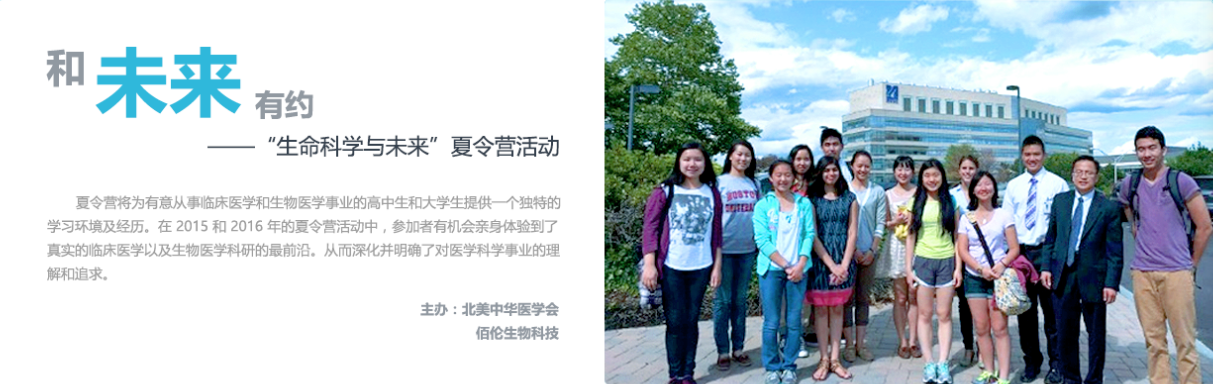 和 未来 有约
——“生命科学与未来”夏令营活动
夏令营将为有意从事临床医学和生物医学事业的高中生和大学生提供一个独特的
学习环境及经历。在 2015 和 2016 年的夏令营活动中，参加者有机会亲身体验到了
真实的临床医学以及生物医学科研的最前沿。从而深化并明确了对医学科学事业的理
解和追求。
主办：北美中华医学会
佰伦生物科技
BOSTON